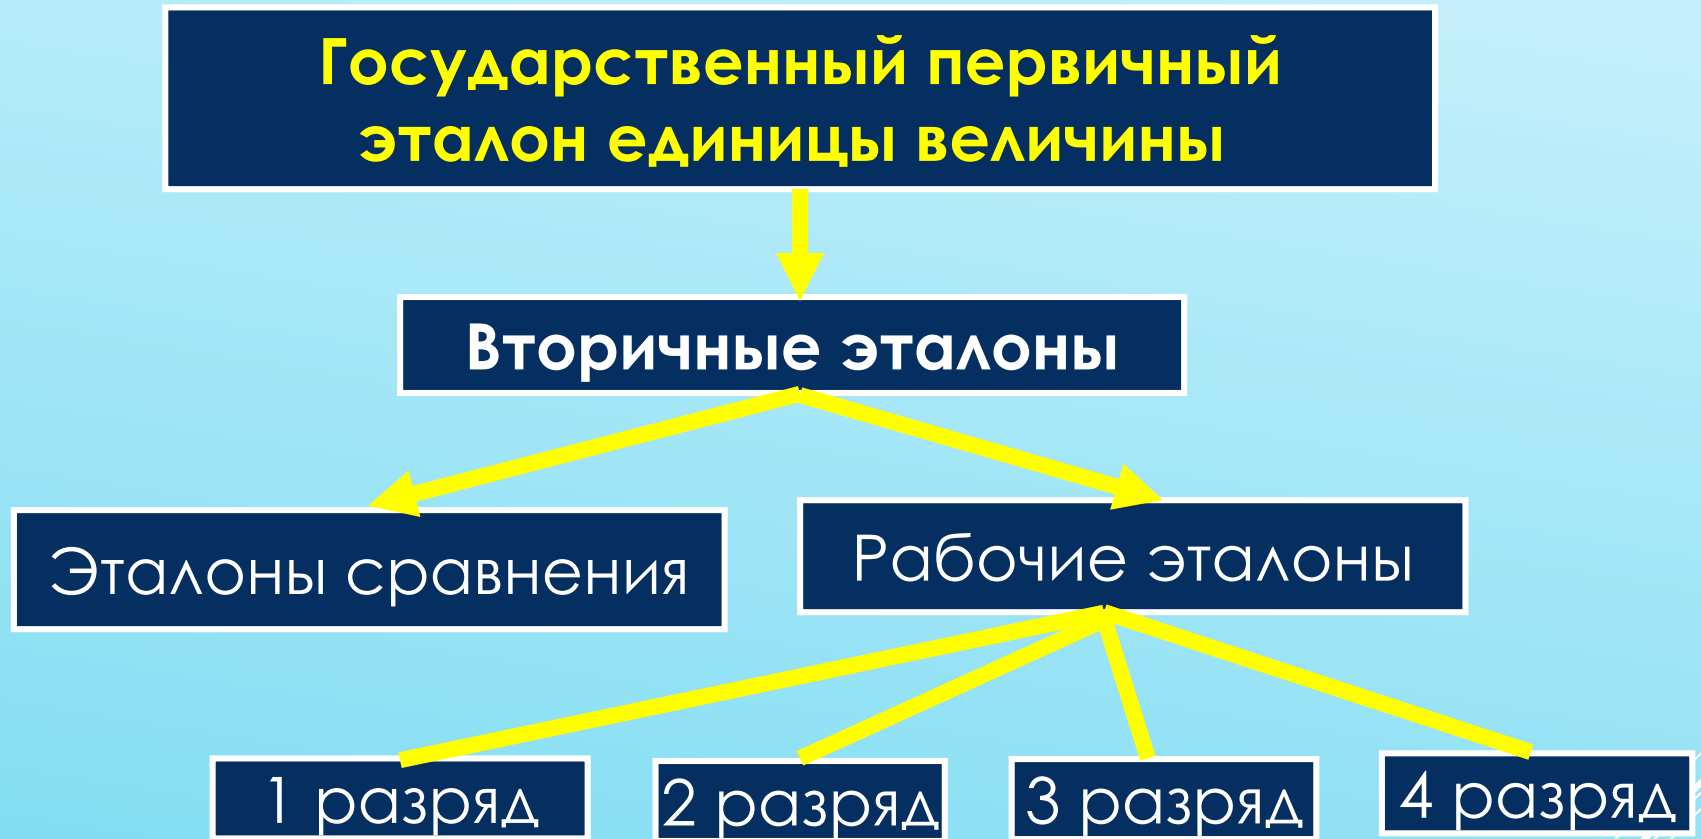 Государственный первичный
эталон единицы величины
Вторичные эталоны
Эталоны сравнения
Рабочие эталоны
1 разряд
2 разряд
3 разряд
4 разряд